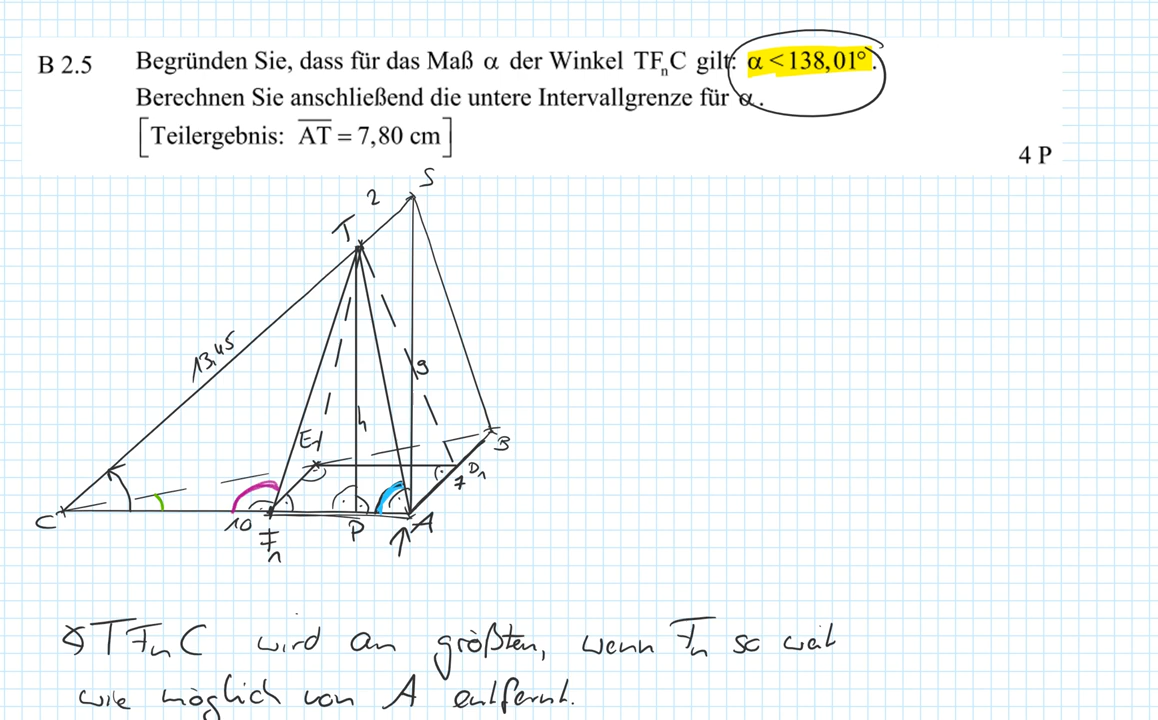 B 2.5 Begründen Sie, dass für das Maß α der Winkel TFₙC gilt: α < 138,01°.
Berechnen Sie anschließend die untere Intervallgrenze für α.
[Teilergebnis: A̅T̅ = 7,80 cm]
4 P
S
2
T
13,45
9
h
E₁
B
D₁
7
C
10
Fₙ
P
A
∢TFₙC wird am größten, wenn Fₙ so weit
wie möglich von A entfernt.